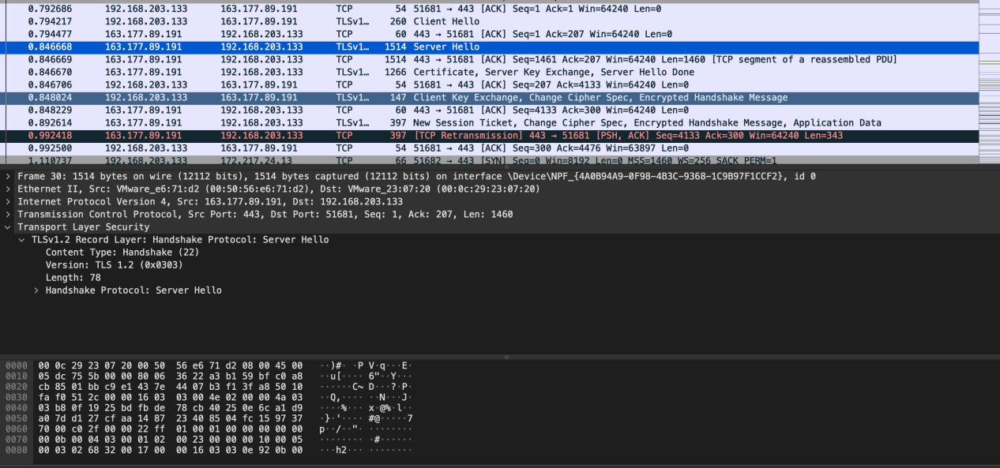 0.792686 192.168.203.133 163.177.89.191 TCP 54 51681 → 443 [ACK] Seq=1 Ack=1 Win=64240 Len=0
0.794217 192.168.203.133 163.177.89.191 TLSv1… 260 Client Hello
0.794477 163.177.89.191 192.168.203.133 TCP 60 443 → 51681 [ACK] Seq=1 Ack=207 Win=64240 Len=0
0.846668 163.177.89.191 192.168.203.133 TLSv1… 1514 Server Hello
0.846669 163.177.89.191 192.168.203.133 TCP 1514 443 → 51681 [ACK] Seq=1461 Ack=207 Win=64240 Len=1460 [TCP segment of a reassembled PDU]
0.846670 163.177.89.191 192.168.203.133 TLSv1… 1266 Certificate, Server Key Exchange, Server Hello Done
0.846706 192.168.203.133 163.177.89.191 TCP 54 51681 → 443 [ACK] Seq=207 Ack=4133 Win=64240 Len=0
0.848024 192.168.203.133 163.177.89.191 TLSv1… 147 Client Key Exchange, Change Cipher Spec, Encrypted Handshake Message
0.848229 163.177.89.191 192.168.203.133 TCP 60 443 → 51681 [ACK] Seq=4133 Ack=300 Win=64240 Len=0
0.892614 163.177.89.191 192.168.203.133 TLSv1… 397 New Session Ticket, Change Cipher Spec, Encrypted Handshake Message, Application Data
0.992418 163.177.89.191 192.168.203.133 TCP 397 [TCP Retransmission] 443 → 51681 [PSH, ACK] Seq=4133 Ack=300 Win=64240 Len=343
0.992500 192.168.203.133 163.177.89.191 TCP 54 51681 → 443 [ACK] Seq=300 Ack=4476 Win=63897 Len=0
1.110737 192.168.203.133 172.217.24.13 TCP 66 51682 → 443 [SYN] Seq=0 Win=8192 Len=0 MSS=1460 WS=256 SACK_PERM=1
Frame 30: 1514 bytes on wire (12112 bits), 1514 bytes captured (12112 bits) on interface \Device\NPF_{4A0B94A9-0F98-4B3C-9368-1C9B97F1CCF2}, id 0
Ethernet II, Src: VMware_e6:71:d2 (00:50:56:e6:71:d2), Dst: VMware_23:07:20 (00:0c:29:23:07:20)
Internet Protocol Version 4, Src: 163.177.89.191, Dst: 192.168.203.133
Transmission Control Protocol, Src Port: 443, Dst Port: 51681, Seq: 1, Ack: 207, Len: 1460
Transport Layer Security
TLSv1.2 Record Layer: Handshake Protocol: Server Hello
Content Type: Handshake (22)
Version: TLS 1.2 (0x0303)
Length: 78
Handshake Protocol: Server Hello
0000 00 0c 29 23 07 20 00 50 56 e6 71 d2 08 00 45 00 ··)#· ·P V·q···E·
0010 05 dc 75 5b 00 00 80 06 36 22 a3 b1 59 bf c0 a8 ··u[···· 6"··Y···
0020 cb 85 01 bb c9 e1 43 7e 44 07 b3 f1 3f a8 50 10 ······C~ D···?·P·
0030 fa f0 51 2c 00 00 16 03 03 00 4e 02 00 00 4a 03 ··Q,···· ··N···J·
0040 03 b8 0f 19 25 bd fb de 78 cb 40 25 0e 6c a1 d9 ····%··· x·@%·l··
0050 a0 7d d1 27 cf aa 14 87 23 40 85 04 fc 15 97 37 ·}·'···· #@·····7
0060 70 00 c0 2f 00 00 22 ff 01 00 01 00 00 00 00 00 p··/··"· ········
0070 00 0b 00 04 03 00 01 02 00 23 00 00 00 10 00 05 ········ ·#······
0080 00 03 02 68 32 00 17 00 00 16 03 03 0e 92 0b 00 ···h2··· ········